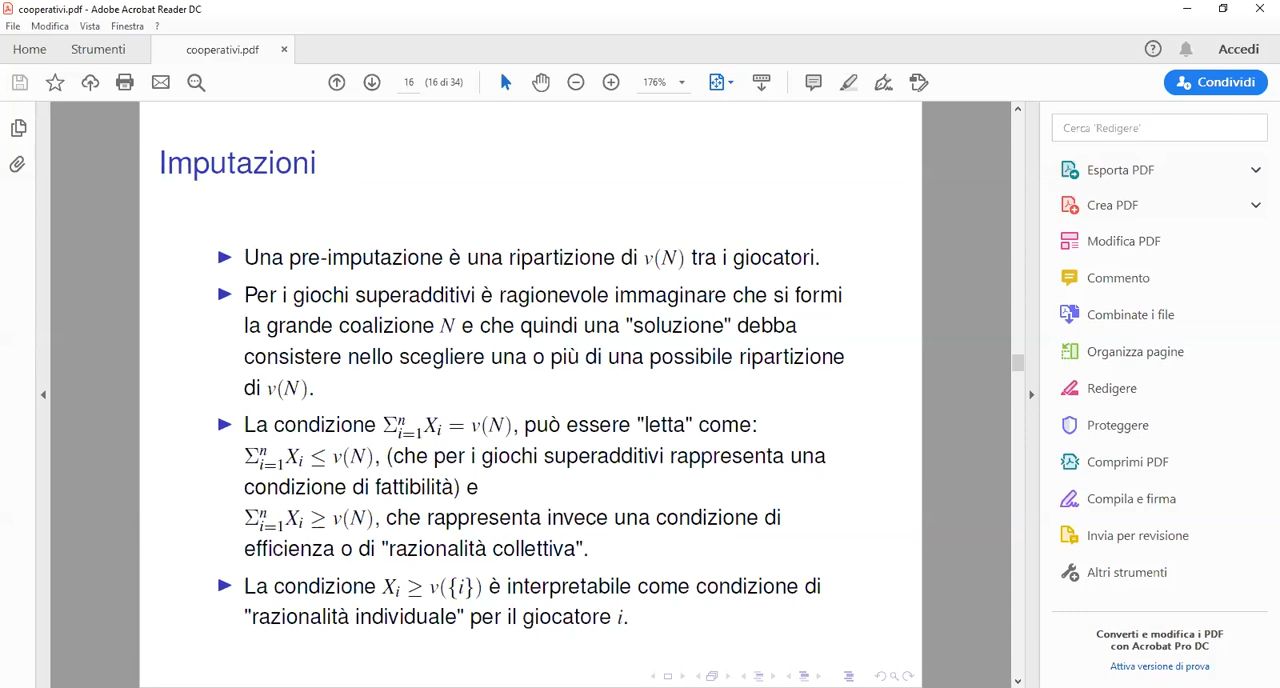 cooperativi.pdf - Adobe Acrobat Reader DC
File Modifica Vista Finestra ?
Home Strumenti cooperativi.pdf × ? Accedi
16 (16 di 34) 176% Condividi
Cerca 'Redigere'
Imputazioni
▶ Una pre-imputazione è una ripartizione di v(N) tra i giocatori.
▶ Per i giochi superadditivi è ragionevole immaginare che si formi
la grande coalizione N e che quindi una "soluzione" debba
consistere nello scegliere una o più di una possibile ripartizione
di v(N).
▶ La condizione Σⁿᵢ₌₁Xᵢ = v(N), può essere "letta" come:
Σⁿᵢ₌₁Xᵢ ≤ v(N), (che per i giochi superadditivi rappresenta una
condizione di fattibilità) e
Σⁿᵢ₌₁Xᵢ ≥ v(N), che rappresenta invece una condizione di
efficienza o di "razionalità collettiva".
▶ La condizione Xᵢ ≥ v({i}) è interpretabile come condizione di
"razionalità individuale" per il giocatore i.
Esporta PDF
Crea PDF
Modifica PDF
Commento
Combinate i file
Organizza pagine
Redigere
Proteggere
Comprimi PDF
Compila e firma
Invia per revisione
Altri strumenti
Converti e modifica i PDF
con Acrobat Pro DC
Attiva versione di prova